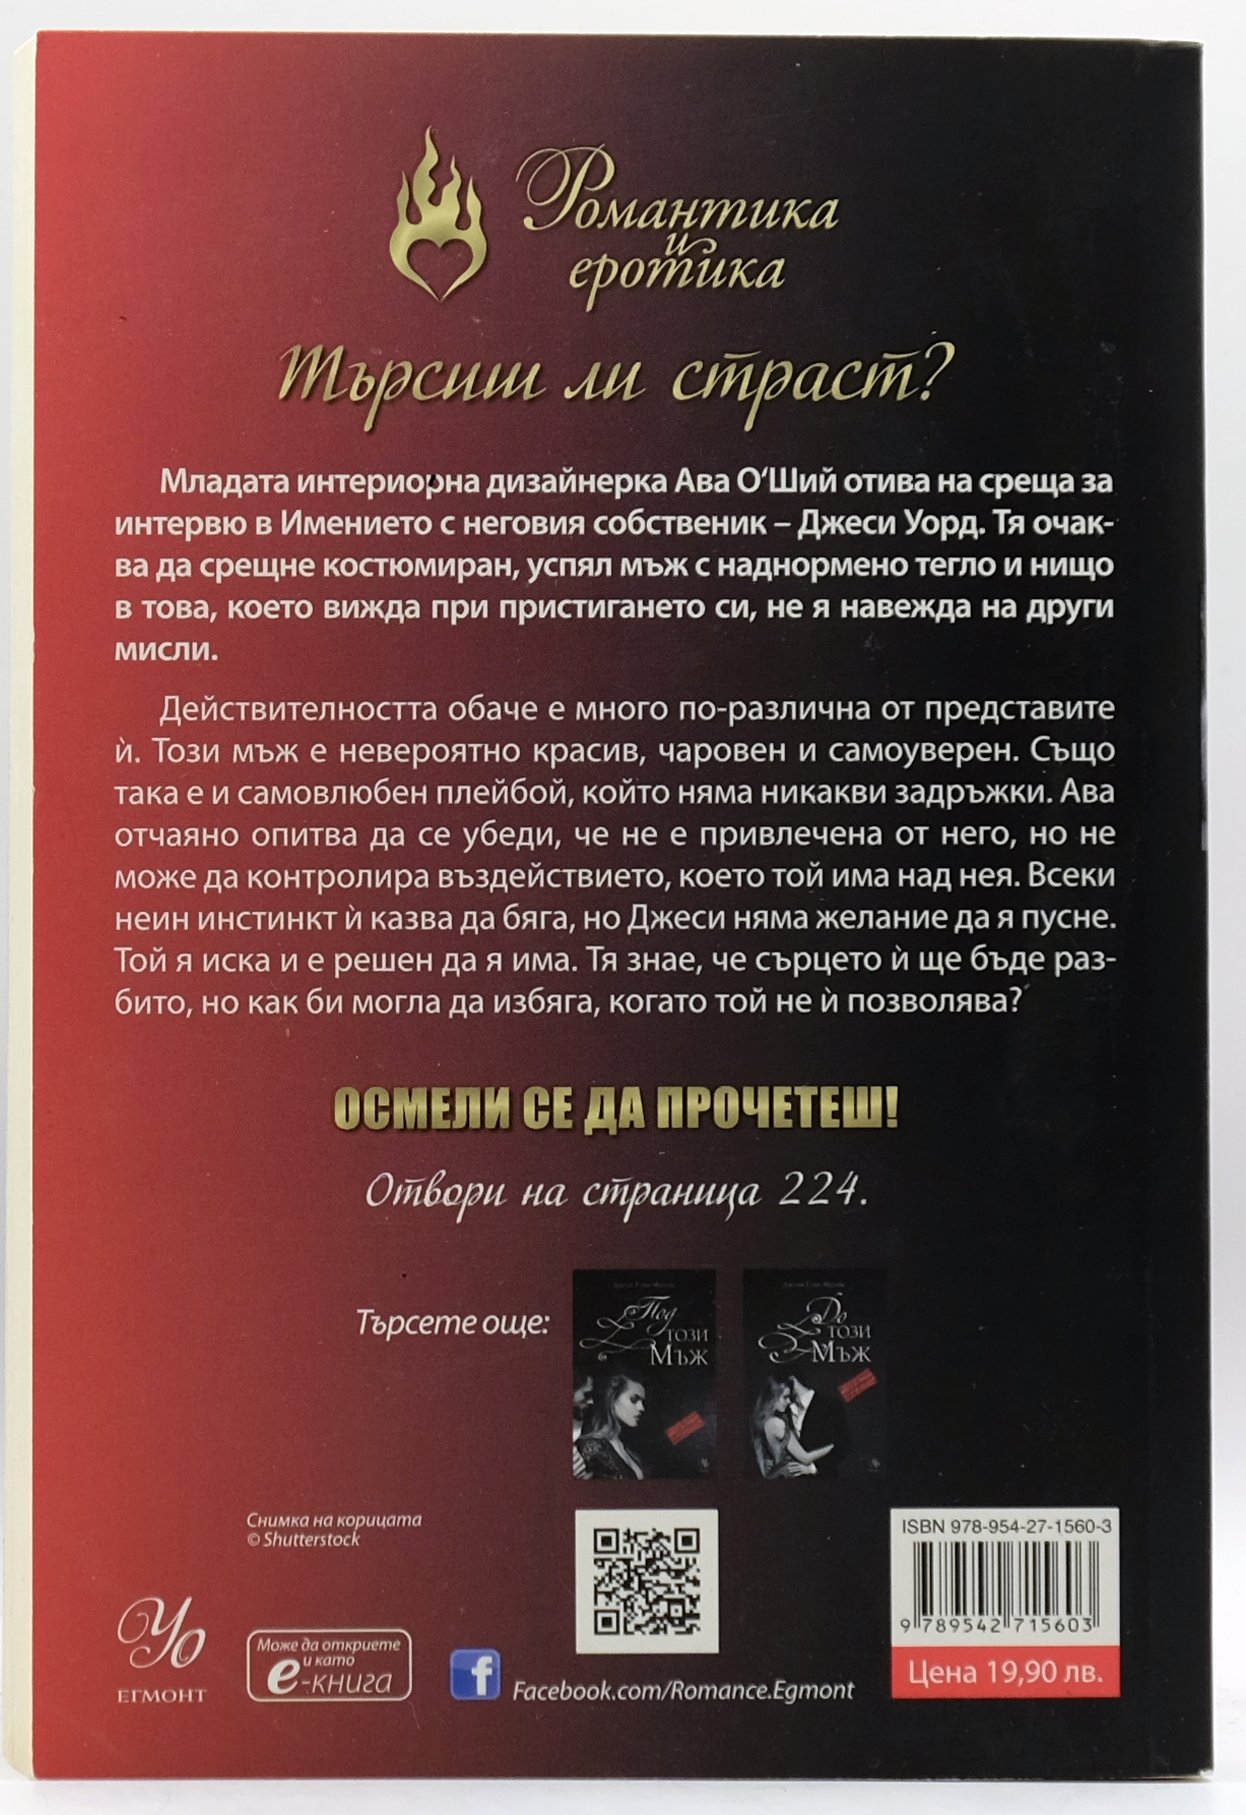 Романтика
и
еротика
Търсиш ли страст?
Младата интериорна дизайнерка Ава О‘Ший отива на среща за
интервю в Имението с неговия собственик – Джеси Уорд. Тя очак-
ва да срещне костюмиран, успял мъж с наднормено тегло и нищо
в това, което вижда при пристигането си, не я навежда на други
мисли.
Действителността обаче е много по-различна от представите
ѝ. Този мъж е невероятно красив, чаровен и самоуверен. Също
така е и самовлюбен плейбой, който няма никакви задръжки. Ава
отчаяно опитва да се убеди, че не е привлечена от него, но не
може да контролира въздействието, което той има над нея. Всеки
неин инстинкт ѝ казва да бяга, но Джеси няма желание да я пусне.
Той я иска и е решен да я има. Тя знае, че сърцето ѝ ще бъде раз-
бито, но как би могла да избяга, когато той не ѝ позволява?
ОСМЕЛИ СЕ ДА ПРОЧЕТЕШ!
Отвори на страница 224.
Търсете още:
Под
този
Мъж
До
този
Мъж
Снимка на корицата
© Shutterstock
ЕГМОНТ
Може да откриете
и като
е-книга
Facebook.com/Romance.Egmont
ISBN 978-954-27-1560-3
9 789542 715603
Цена 19,90 лв.